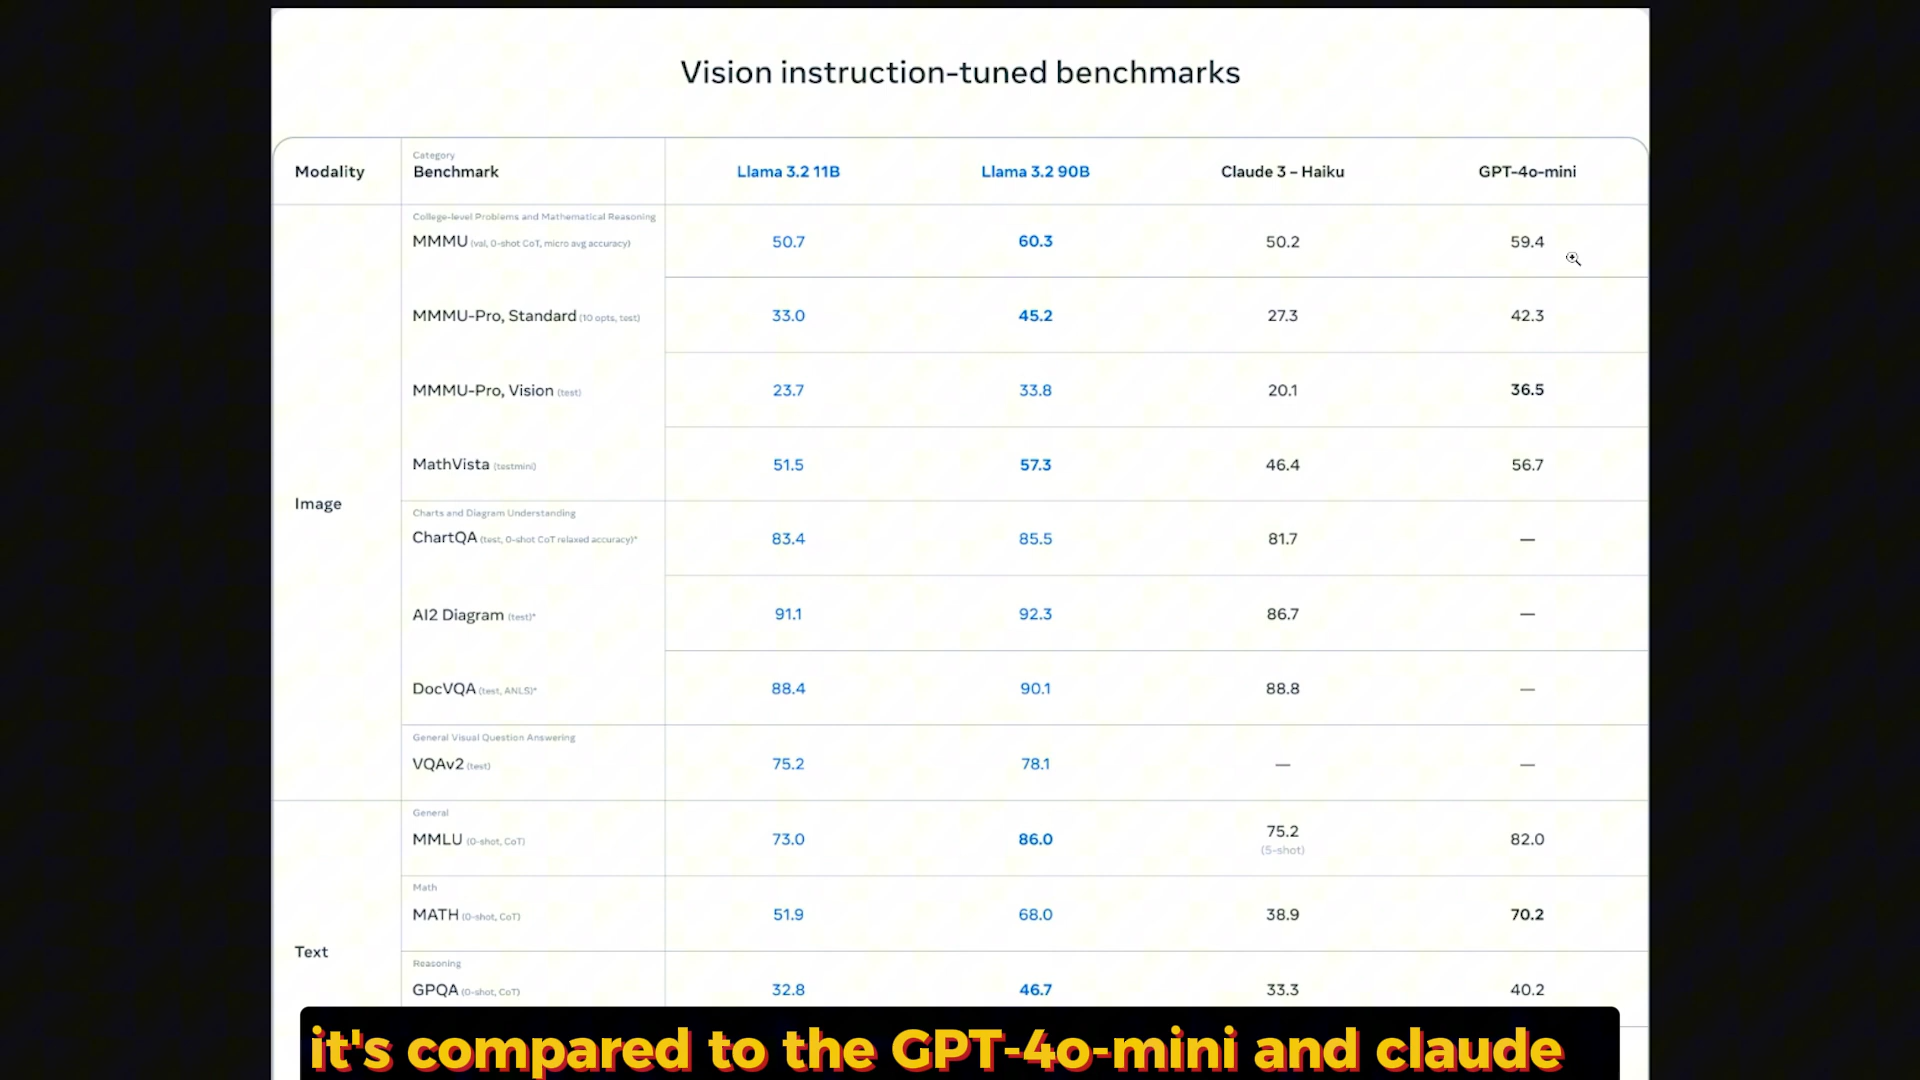 Vision instruction-tuned benchmarks
Modality
Category
Benchmark
Llama 3.2 11B
Llama 3.2 90B
Claude 3 – Haiku
GPT-4o-mini
Image
College-level Problems and Mathematical Reasoning
MMMU (val, 0-shot CoT, micro avg accuracy) 50.7 60.3 50.2 59.4
MMMU-Pro, Standard (10 opts, test) 33.0 45.2 27.3 42.3
MMMU-Pro, Vision (test) 23.7 33.8 20.1 36.5
MathVista (testmini) 51.5 57.3 46.4 56.7
Charts and Diagram Understanding
ChartQA (test, 0-shot CoT relaxed accuracy)* 83.4 85.5 81.7 —
AI2 Diagram (test)* 91.1 92.3 86.7 —
DocVQA (test, ANLS)* 88.4 90.1 88.8 —
General Visual Question Answering
VQAv2 (test) 75.2 78.1 — —
Text
General
MMLU (0-shot, CoT) 73.0 86.0 75.2 (5-shot) 82.0
Math
MATH (0-shot, CoT) 51.9 68.0 38.9 70.2
Reasoning
GPQA (0-shot, CoT) 32.8 46.7 33.3 40.2
it's compared to the GPT-4o-mini and claude